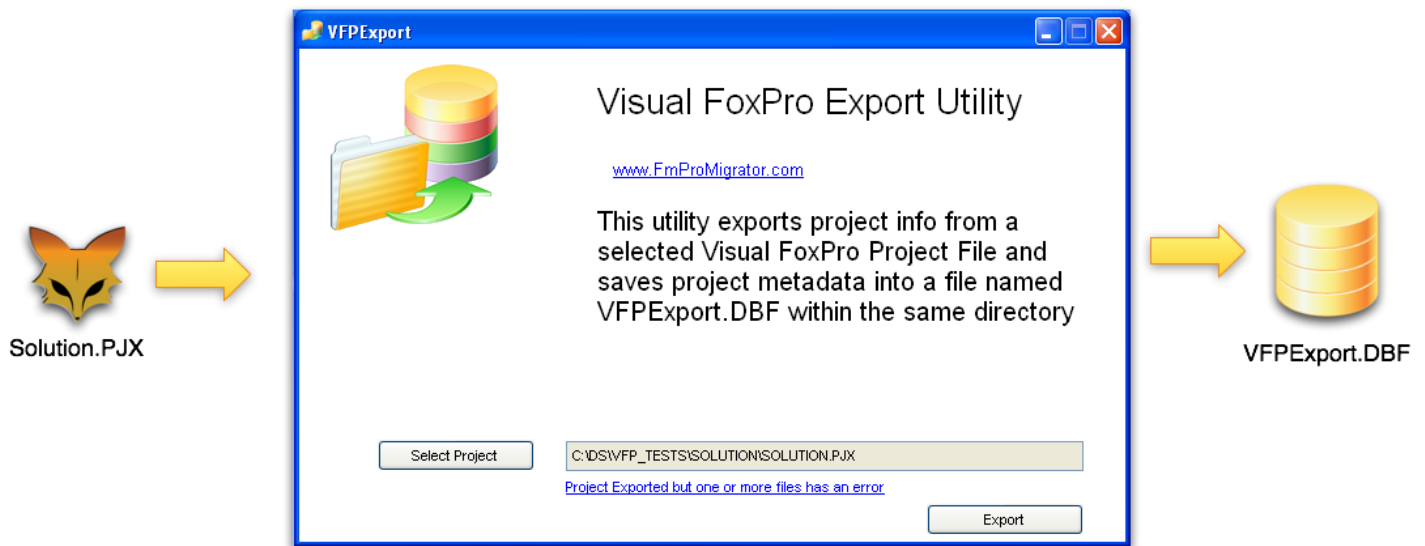 VFPExport
Visual FoxPro Export Utility
www.FmProMigrator.com
This utility exports project info from a
selected Visual FoxPro Project File and
saves project metadata into a file named
VFPExport.DBF within the same directory
Solution.PJX
VFPExport.DBF
Select Project
C:\DS\VFP_TESTS\SOLUTION\SOLUTION.PJX
Project Exported but one or more files has an error
Export